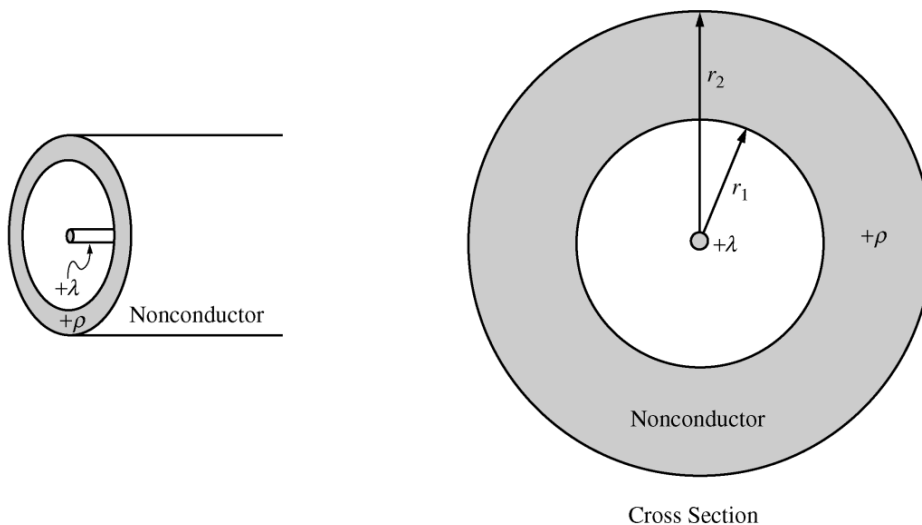 +λ
+ρ
Nonconductor
r₂
r₁
+λ
+ρ
Nonconductor
Cross Section